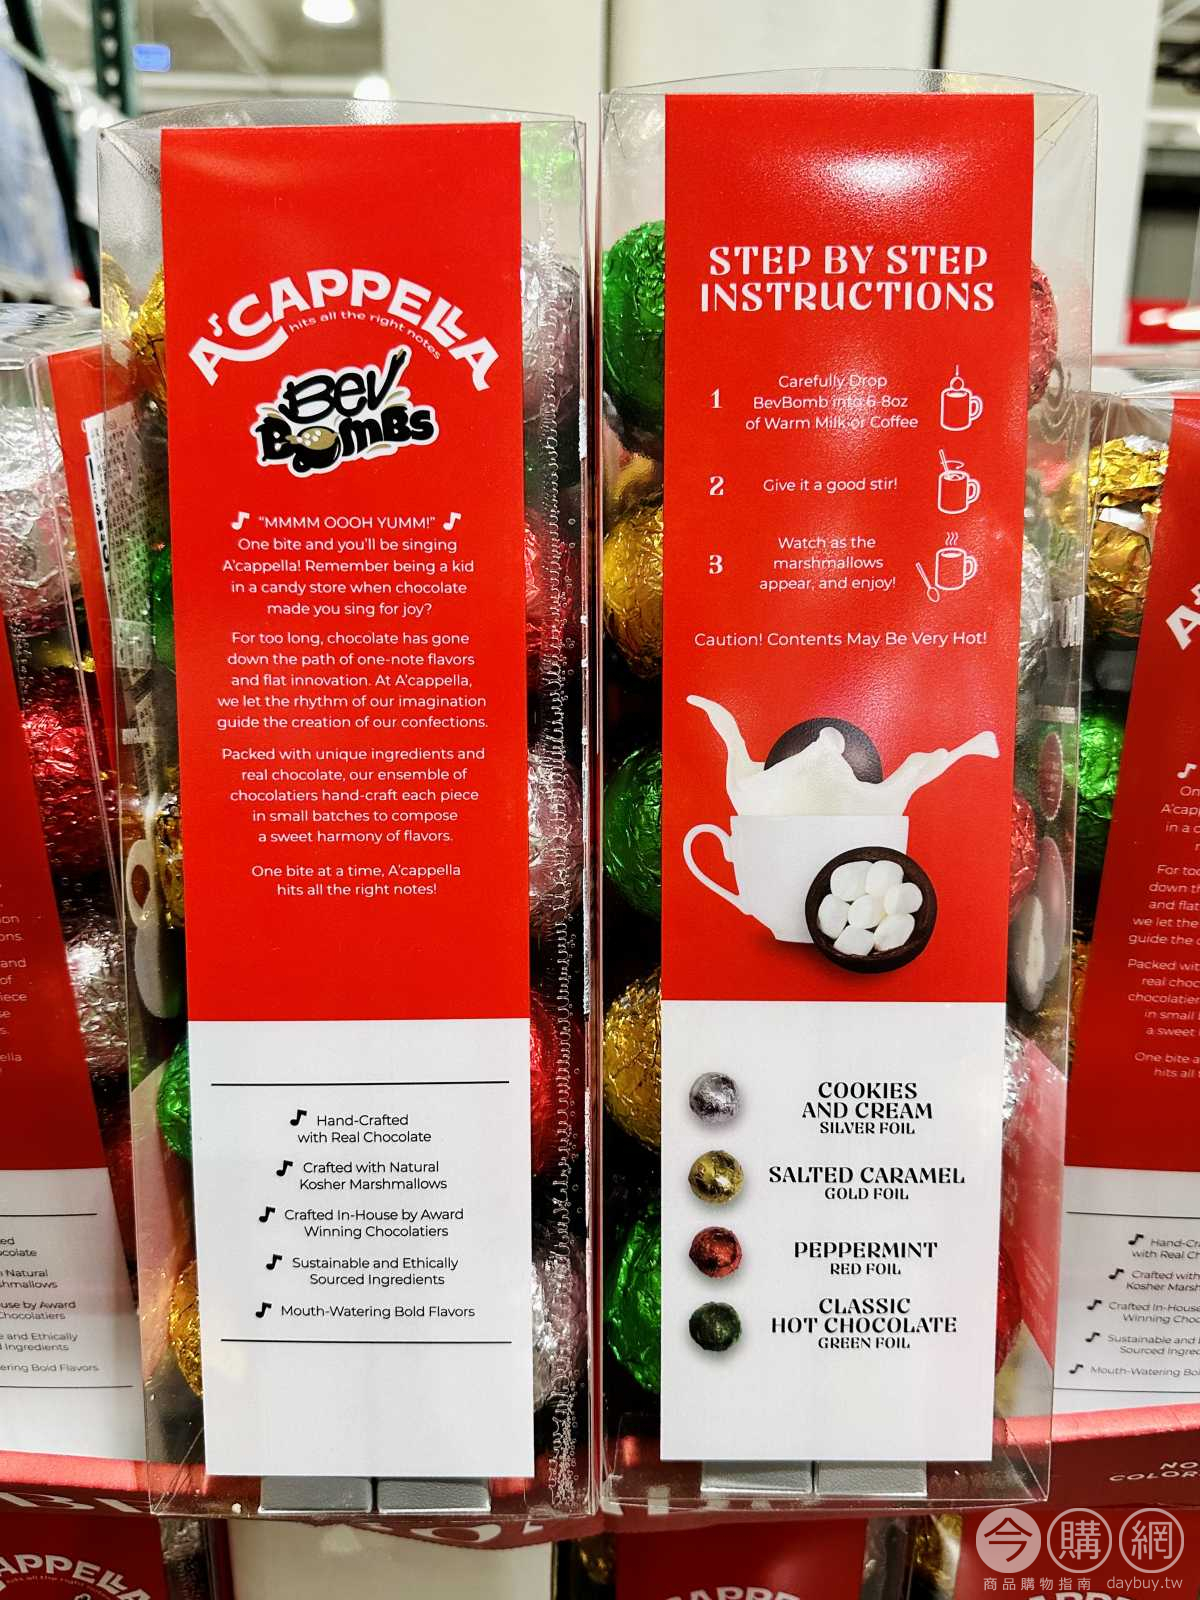 A'CAPPELLA
hits all the right notes
BEV
BOMBS
"MMMM OOOH YUMM!"
One bite and you'll be singing
A'cappella! Remember being a kid
in a candy store when chocolate
made you sing for joy?
For too long, chocolate has gone
down the path of one-note flavors
and flat innovation. At A'cappella,
we let the rhythm of our imagination
guide the creation of our confections.
Packed with unique ingredients and
real chocolate, our ensemble of
chocolatiers hand-craft each piece
in small batches to compose
a sweet harmony of flavors.
One bite at a time, A'cappella
hits all the right notes!
Hand-Crafted
with Real Chocolate
Crafted with Natural
Kosher Marshmallows
Crafted In-House by Award
Winning Chocolatiers
Sustainable and Ethically
Sourced Ingredients
Mouth-Watering Bold Flavors
STEP BY STEP
INSTRUCTIONS
1
Carefully Drop
BevBomb into 6-8oz
of Warm Milk or Coffee
2
Give it a good stir!
3
Watch as the
marshmallows
appear, and enjoy!
Caution! Contents May Be Very Hot!
COOKIES
AND CREAM
SILVER FOIL
SALTED CARAMEL
GOLD FOIL
PEPPERMINT
RED FOIL
CLASSIC
HOT CHOCOLATE
GREEN FOIL
今購網
商品購物指南 daybuy.tw